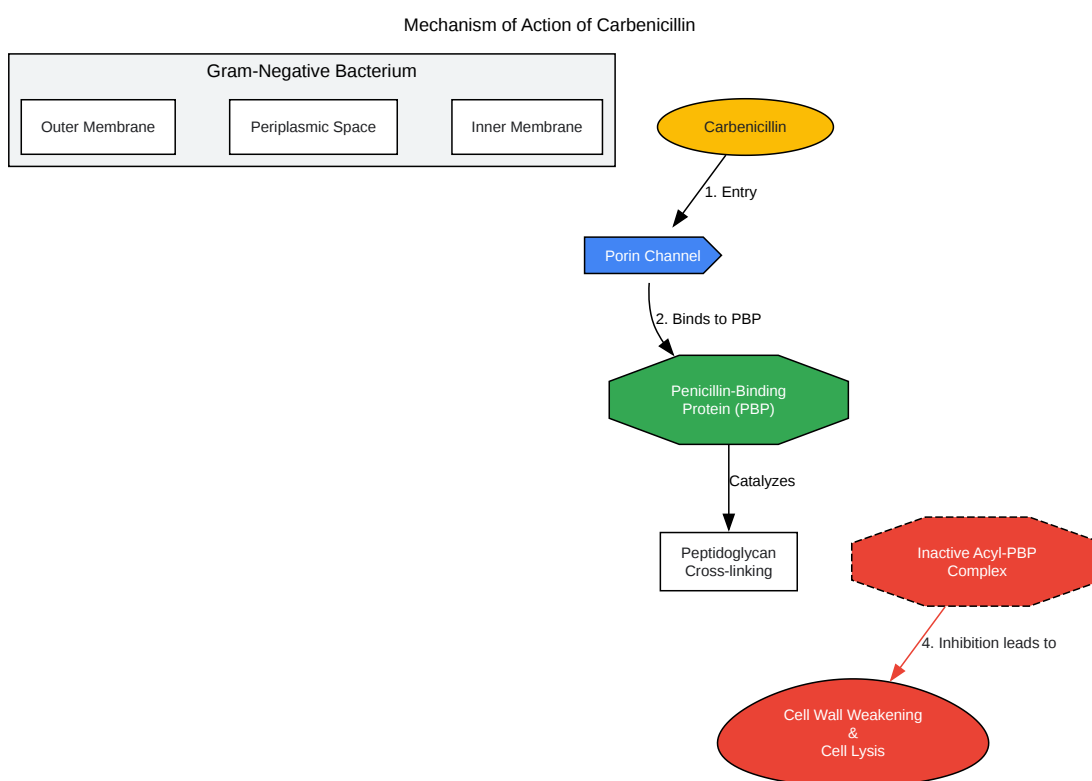 Mechanism of Action of Carbenicillin
Gram-Negative Bacterium
Outer Membrane
Periplasmic Space
Inner Membrane
Carbenicillin
1. Entry
Porin Channel
2. Binds to PBP
Penicillin-Binding
Protein (PBP)
Catalyzes
Peptidoglycan
Cross-linking
Inactive Acyl-PBP
Complex
4. Inhibition leads to
Cell Wall Weakening
&
Cell Lysis